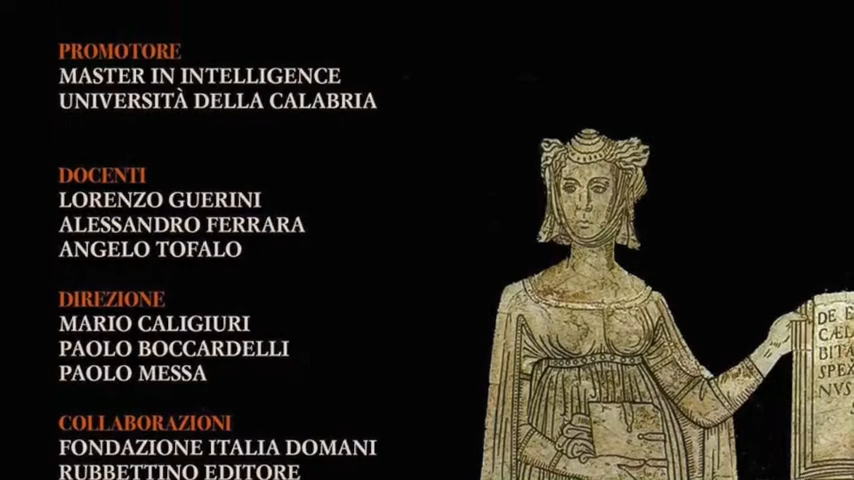 PROMOTORE
MASTER IN INTELLIGENCE
UNIVERSITÀ DELLA CALABRIA
DOCENTI
LORENZO GUERINI
ALESSANDRO FERRARA
ANGELO TOFALO
DIREZIONE
MARIO CALIGIURI
PAOLO BOCCARDELLI
PAOLO MESSA
COLLABORAZIONI
FONDAZIONE ITALIA DOMANI
RUBBETTINO EDITORE
DE
BITA
SPEX
NVS